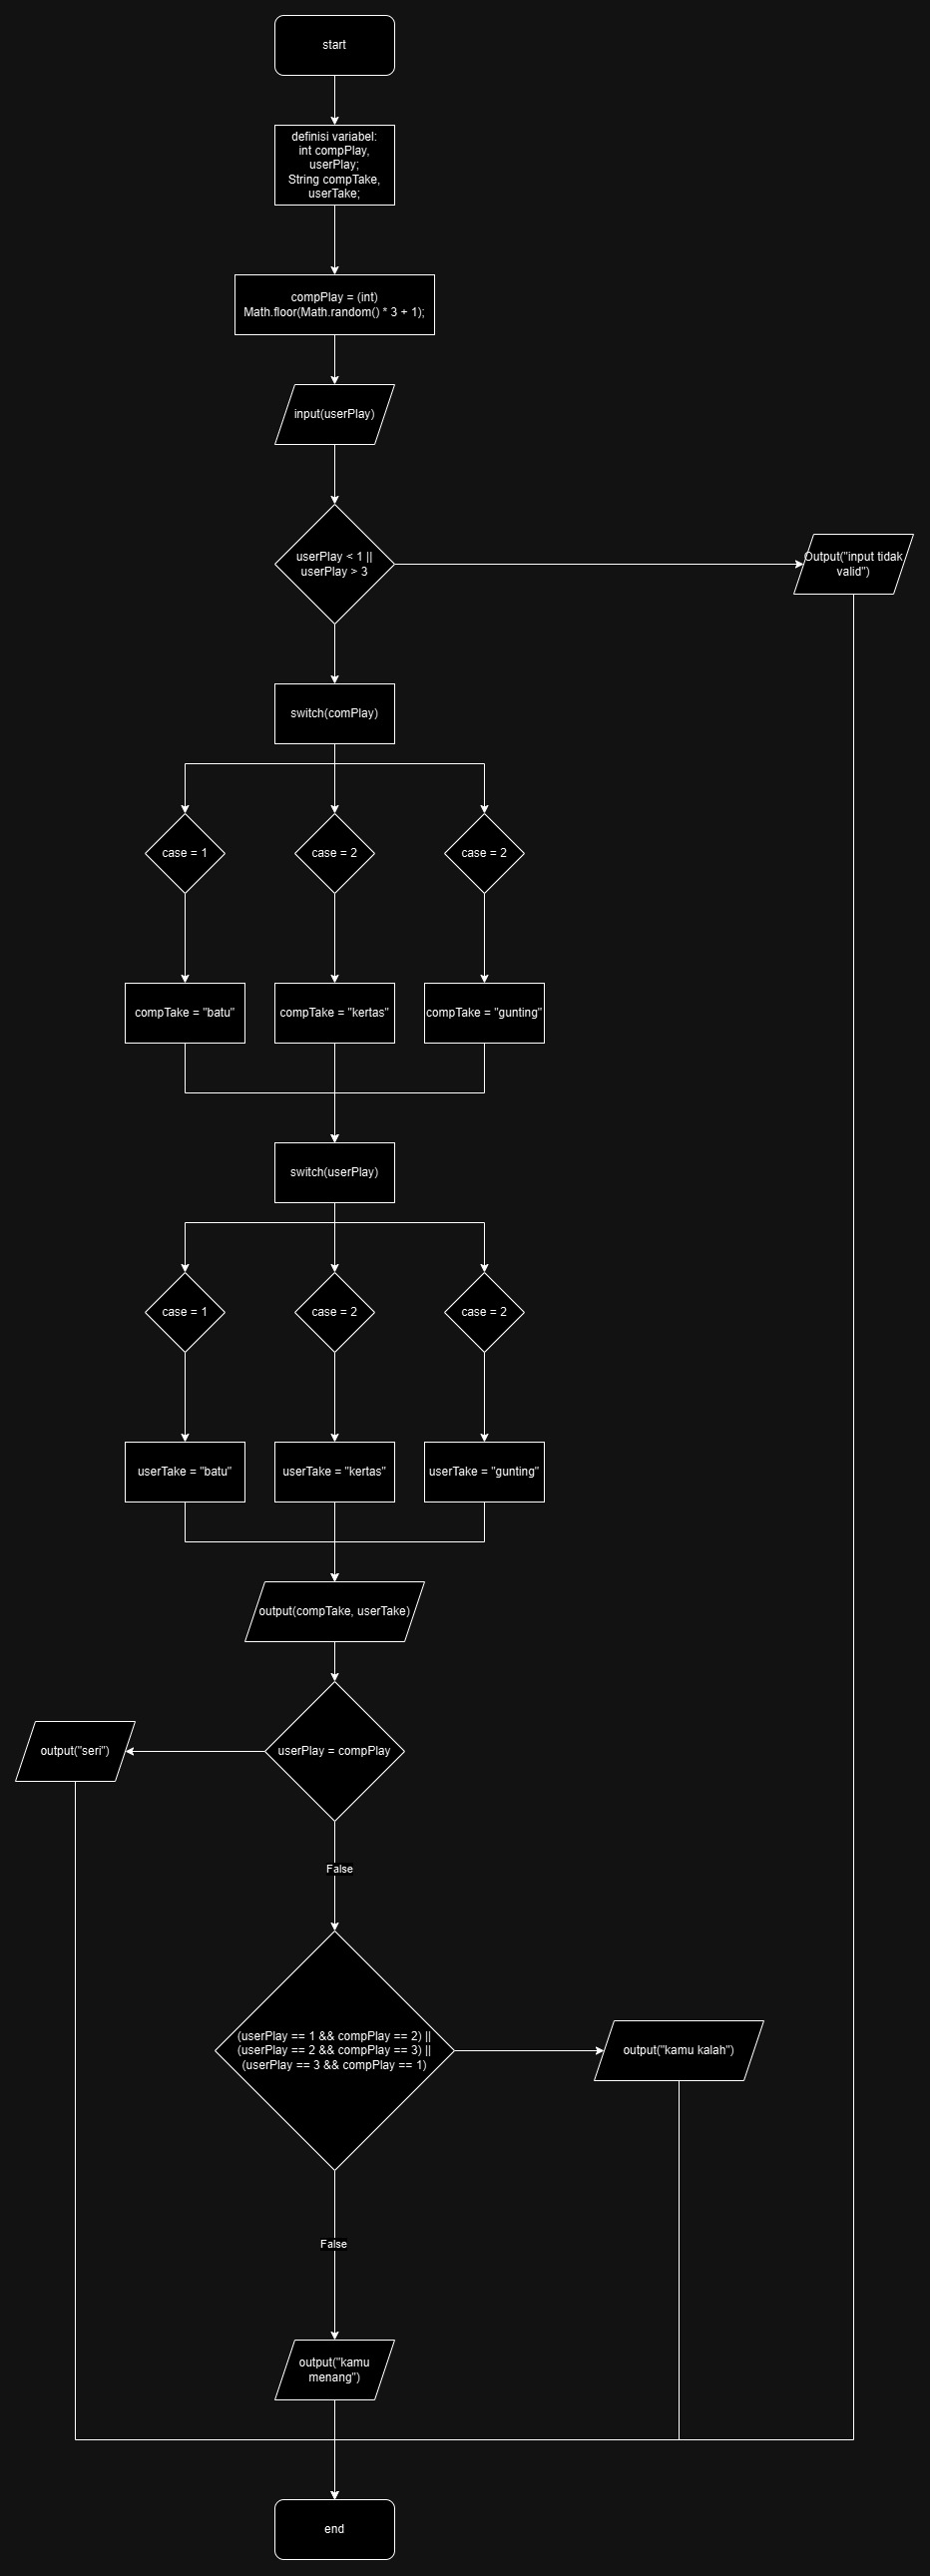 start
definisi variabel:
int compPlay,
userPlay;
String compTake,
userTake;
compPlay = (int)
Math.floor(Math.random() * 3 + 1);
input(userPlay)
userPlay < 1 ||
userPlay > 3
Output("input tidak
valid")
switch(comPlay)
case = 1
case = 2
case = 2
compTake = "batu"
compTake = "kertas"
compTake = "gunting"
switch(userPlay)
case = 1
case = 2
case = 2
userTake = "batu"
userTake = "kertas"
userTake = "gunting"
output(compTake, userTake)
output("seri")
userPlay = compPlay
False
(userPlay == 1 && compPlay == 2) ||
(userPlay == 2 && compPlay == 3) ||
(userPlay == 3 && compPlay == 1)
output("kamu kalah")
False
output("kamu
menang")
end